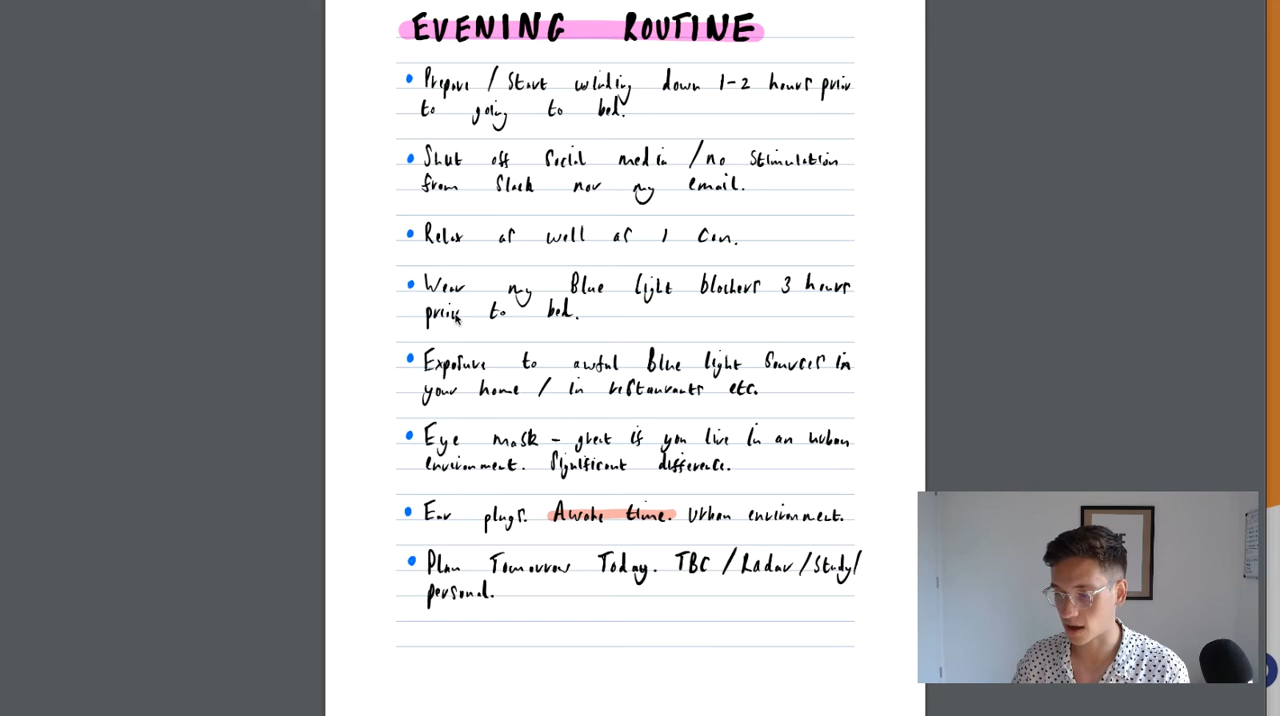 EVENING ROUTINE
• Prepare / Start winding down 1-2 hours prior
to going to bed.
• Shut off Social media / no Stimulation
from Slack nor my email.
• Relax as well as I can.
• Wear my Blue light blockers 3 hours
prior to bed.
• Exposure to awful Blue light Sources in
your home / in restaurants etc.
• Eye mask - great if you live in an urban
environment. Significant difference.
• Ear plugs. Awake time. Urban environment.
• Plan Tomorrow Today. TBC / Radar / Study /
personal.